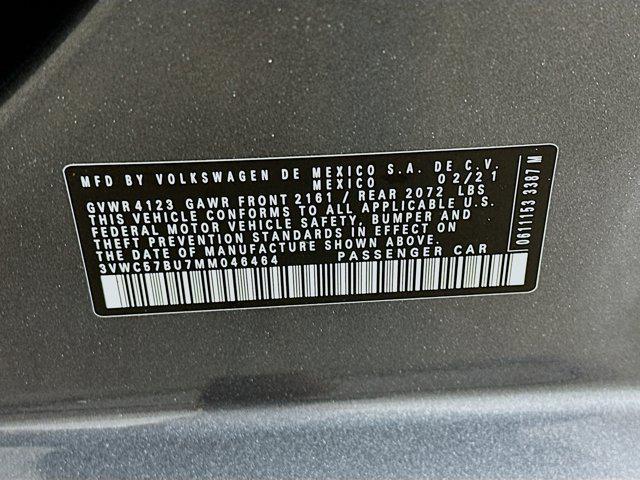 MFD BY VOLKSWAGEN DE MEXICO S.A. DE C.V.
MEXICO 02/21
GVWR 4123 GAWR FRONT 2161 / REAR 2072 LBS
THIS VEHICLE CONFORMS TO ALL APPLICABLE U.S.
FEDERAL MOTOR VEHICLE SAFETY, BUMPER AND
THEFT PREVENTION STANDARDS IN EFFECT ON
THE DATE OF MANUFACTURE SHOWN ABOVE.
3VWC57BU7MM046464 PASSENGER CAR
0611153 3387 M